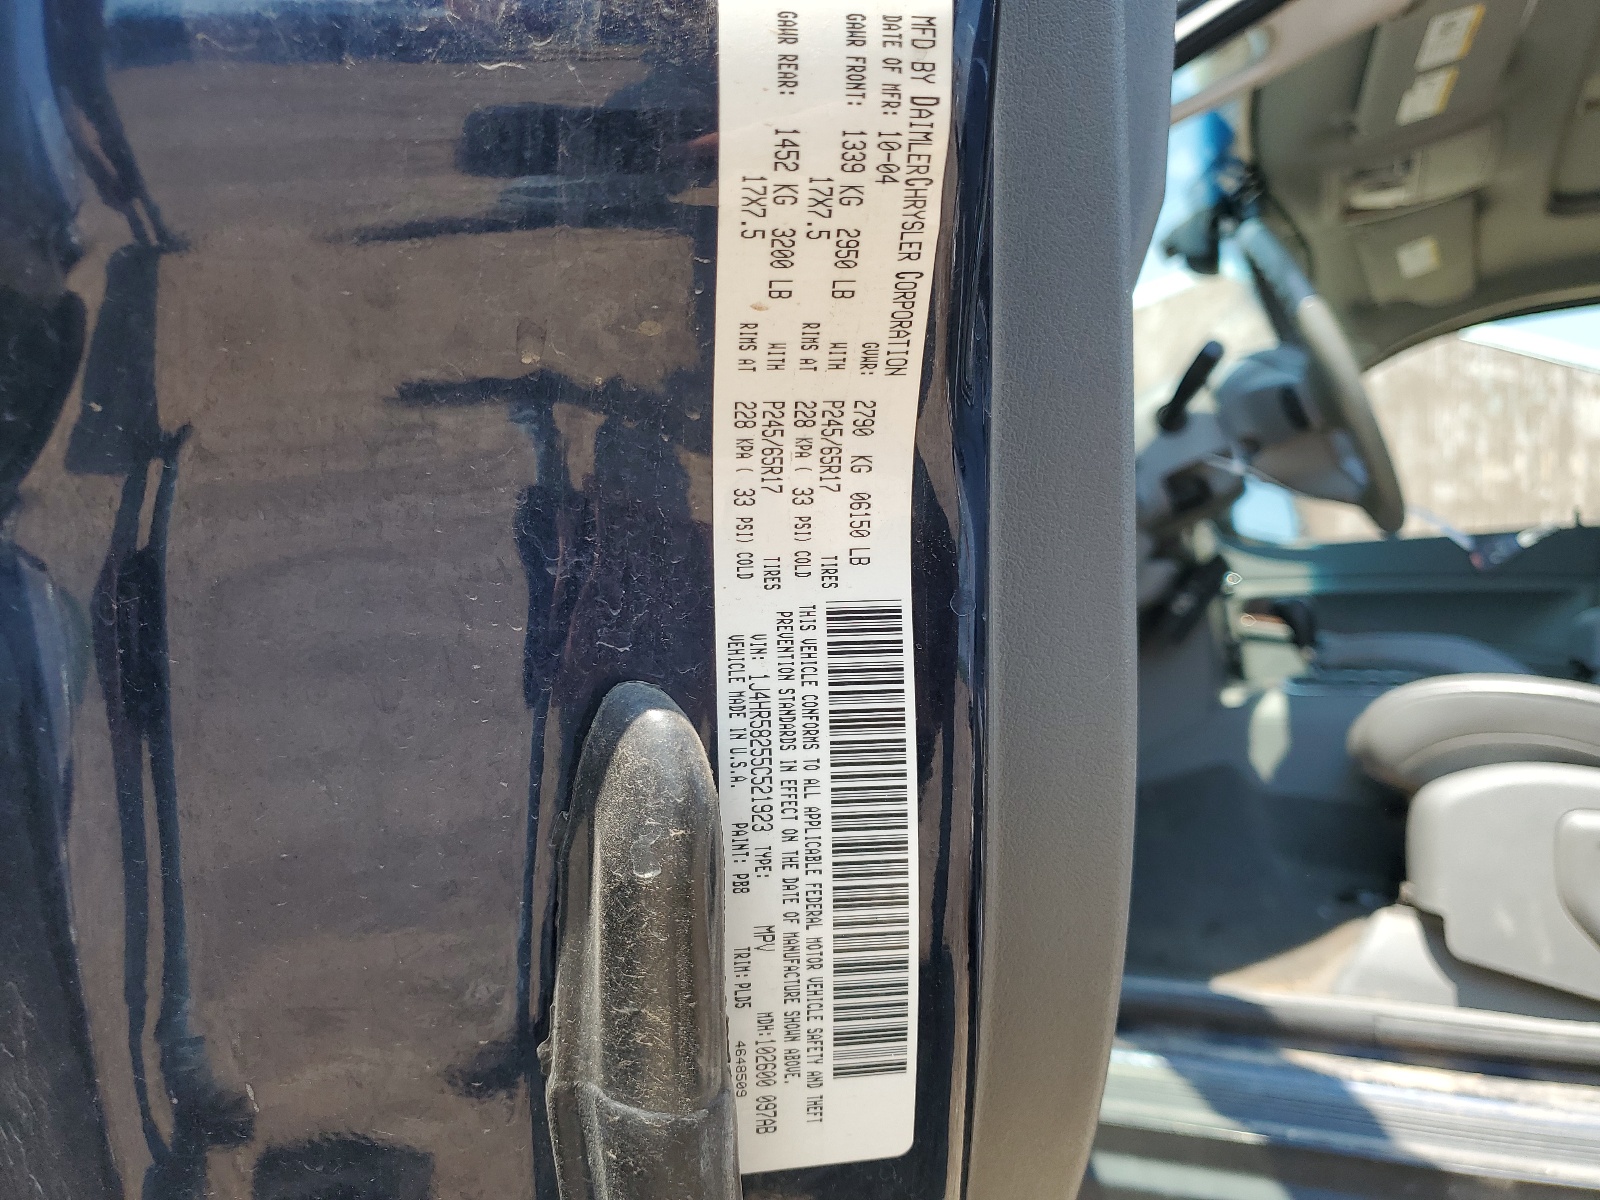 MFD BY DAIMLERCHRYSLER CORPORATION
DATE OF MFR: 10-04 GVWR: 2790 KG 06150 LB
GAWR FRONT: 1339 KG 2950 LB WITH P245/65R17 TIRES
17X7.5 RIMS AT 228 KPA ( 33 PSI) COLD
GAWR REAR: 1452 KG 3200 LB WITH P245/65R17 TIRES
17X7.5 RIMS AT 228 KPA ( 33 PSI) COLD
THIS VEHICLE CONFORMS TO ALL APPLICABLE FEDERAL MOTOR VEHICLE SAFETY AND THEFT
PREVENTION STANDARDS IN EFFECT ON THE DATE OF MANUFACTURE SHOWN ABOVE.
VIN: 1J4HR58255C521923 TYPE: MPV MDH:102600 097AB
VEHICLE MADE IN U.S.A. PAINT: PB8 TRIM:PLD5 4648509